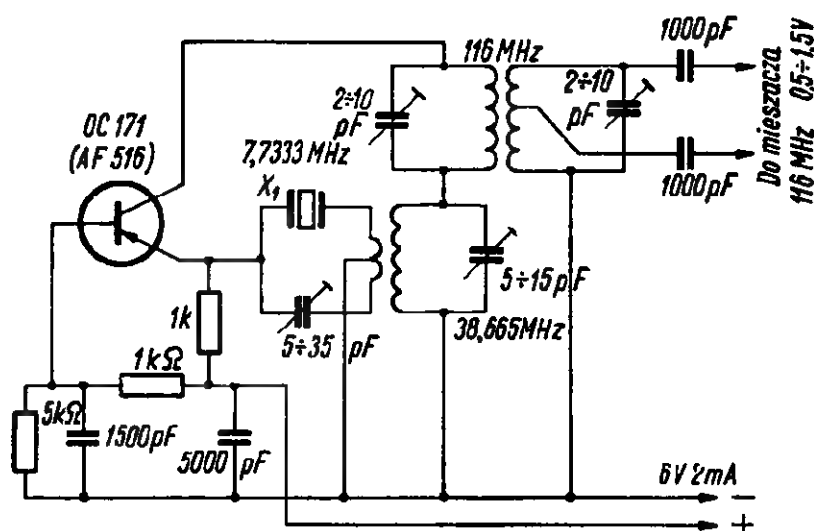 116 MHz
1000pF
2÷10
pF
2÷10
pF
OC 171
(AF 516)
7,7333 MHz
X1
1000pF
Do mieszacza
116 MHz 0,5÷1,5V
5÷15pF
38,665MHz
1k
5÷35 pF
1kΩ
5kΩ
1500pF
5000 pF
6V 2mA
−
+